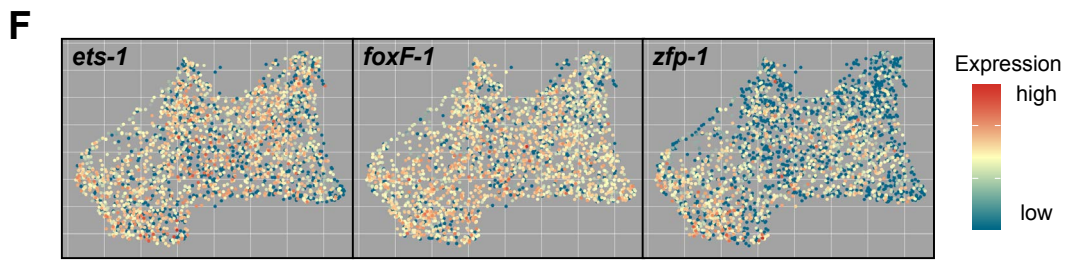 F
ets-1
foxF-1
zfp-1
Expression
high
low